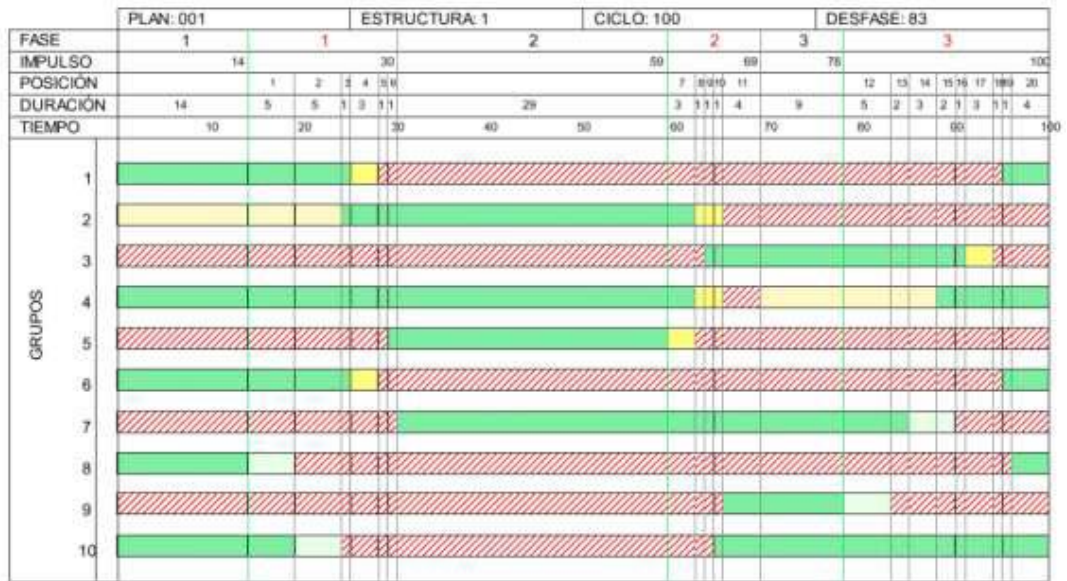 PLAN: 001 ESTRUCTURA: 1 CICLO: 100 DESFASE: 83
FASE 1 1 2 2 3 3
IMPULSO 14 30 59 69 78 100
POSICIÓN 1 2 3 4 5 6 7 8 9 10 11 12 13 14 15 16 17 18 19 20
DURACIÓN 14 5 5 1 3 1 1 29 3 1 1 1 4 9 5 2 3 2 1 3 1 1 4
TIEMPO 10 20 30 40 50 60 70 80 90 100
GRUPOS
1
2
3
4
5
6
7
8
9
10